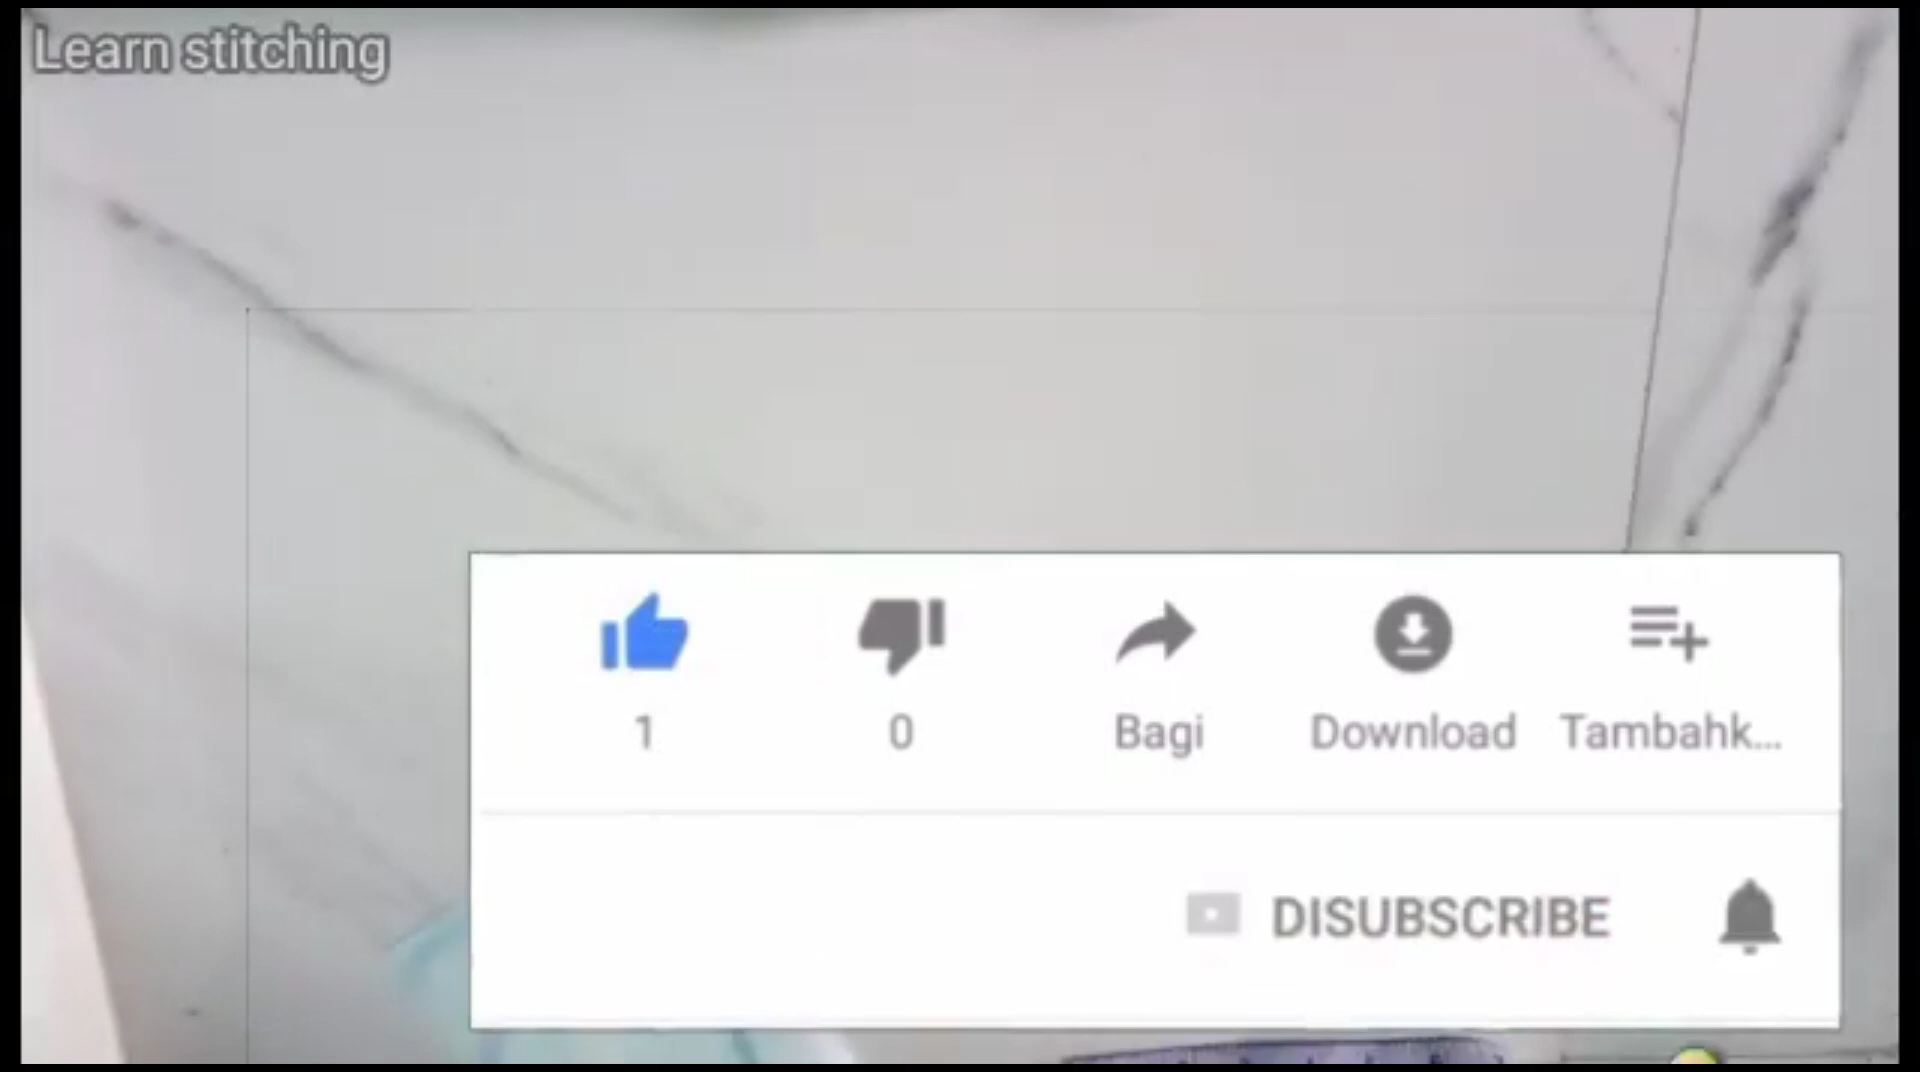 Learn stitching
1
0
Bagi
Download
Tambahk...
DISUBSCRIBE